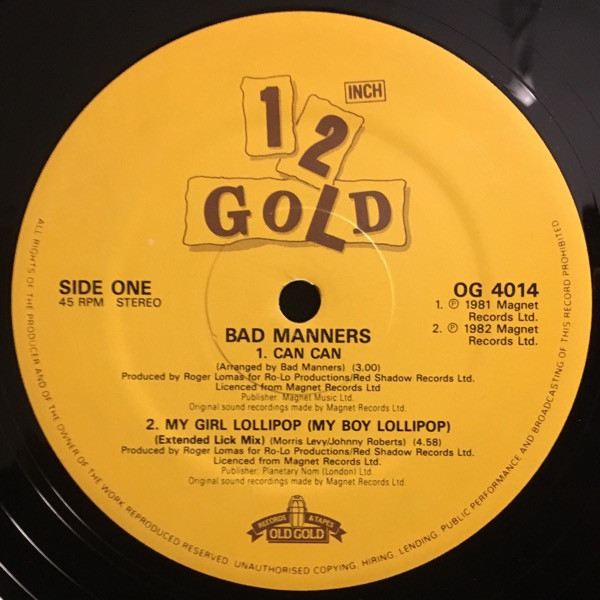 12 INCH
GOLD
SIDE ONE
45 RPM STEREO
OG 4014
1. ℗ 1981 Magnet
Records Ltd.
2. ℗ 1982 Magnet
Records Ltd.
BAD MANNERS
1. CAN CAN
(Arranged by Bad Manners) (3.00)
Produced by Roger Lomas for Ro-Lo Productions/Red Shadow Records Ltd.
Licenced from Magnet Records Ltd.
Publisher: Magnet Music Ltd.
Original sound recordings made by Magnet Records Ltd.
2. MY GIRL LOLLIPOP (MY BOY LOLLIPOP)
(Extended Lick Mix) (Morris Levy/Johnny Roberts) (4.58)
Produced by Roger Lomas for Ro-Lo Productions/Red Shadow Records Ltd.
Licenced from Magnet Records Ltd.
Publisher: Planetary Nom (London) Ltd.
Original sound recordings made by Magnet Records Ltd.
RECORDS & TAPES
OLD GOLD
ALL RIGHTS OF THE PRODUCER AND OF THE OWNER OF THE WORK REPRODUCED RESERVED. UNAUTHORISED COPYING, HIRING, LENDING, PUBLIC PERFORMANCE AND BROADCASTING OF THIS RECORD PROHIBITED